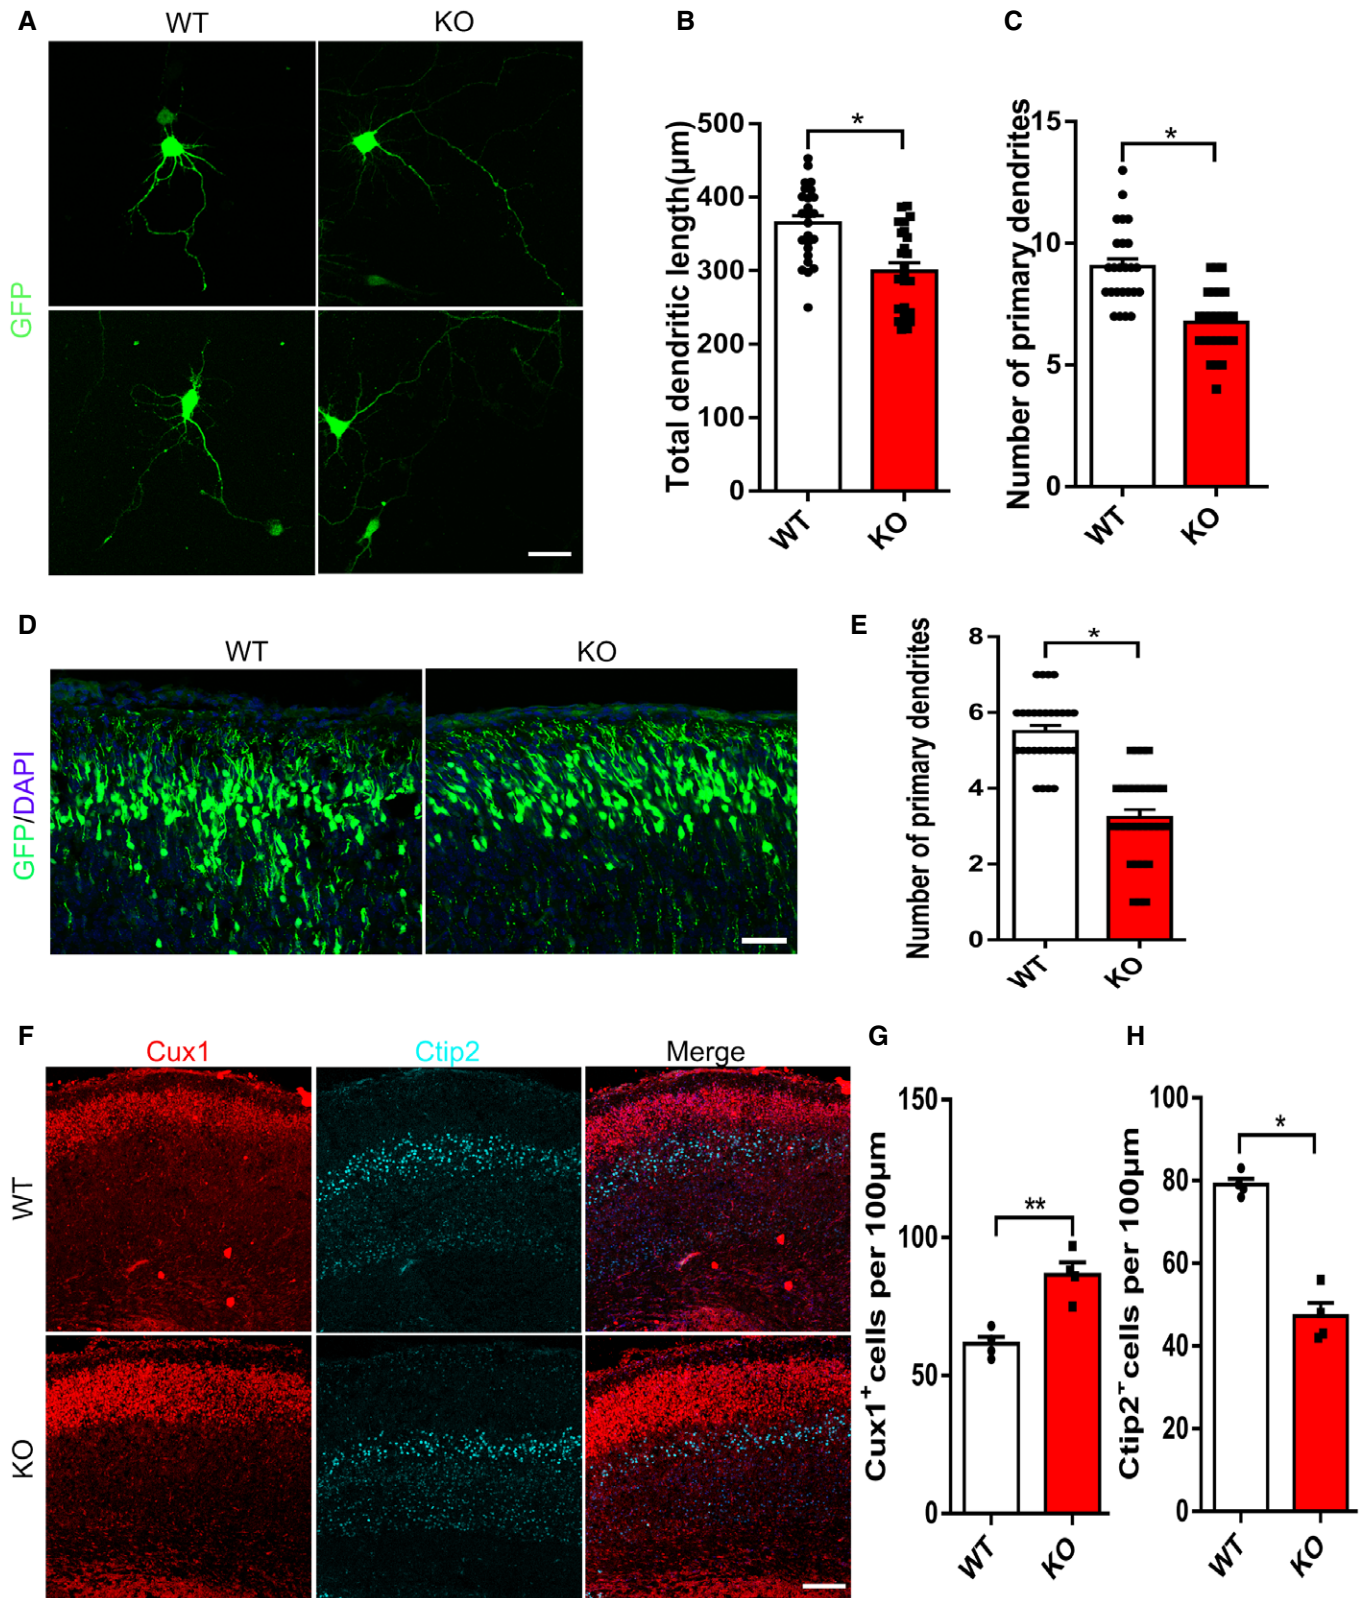 A
WT
KO
GFP
B
Total dendritic length(µm)
500
400
300
200
100
0
*
WT
KO
C
Number of primary dendrites
15
10
5
0
*
WT
KO
D
WT
KO
GFP/DAPI
E
Number of primary dendrites
8
6
4
2
0
*
WT
KO
F
Cux1
Ctip2
Merge
WT
KO
G
Cux1⁺ cells per 100µm
150
100
50
0
**
WT
KO
H
Ctip2⁺ cells per 100µm
100
80
60
40
20
0
*
WT
KO